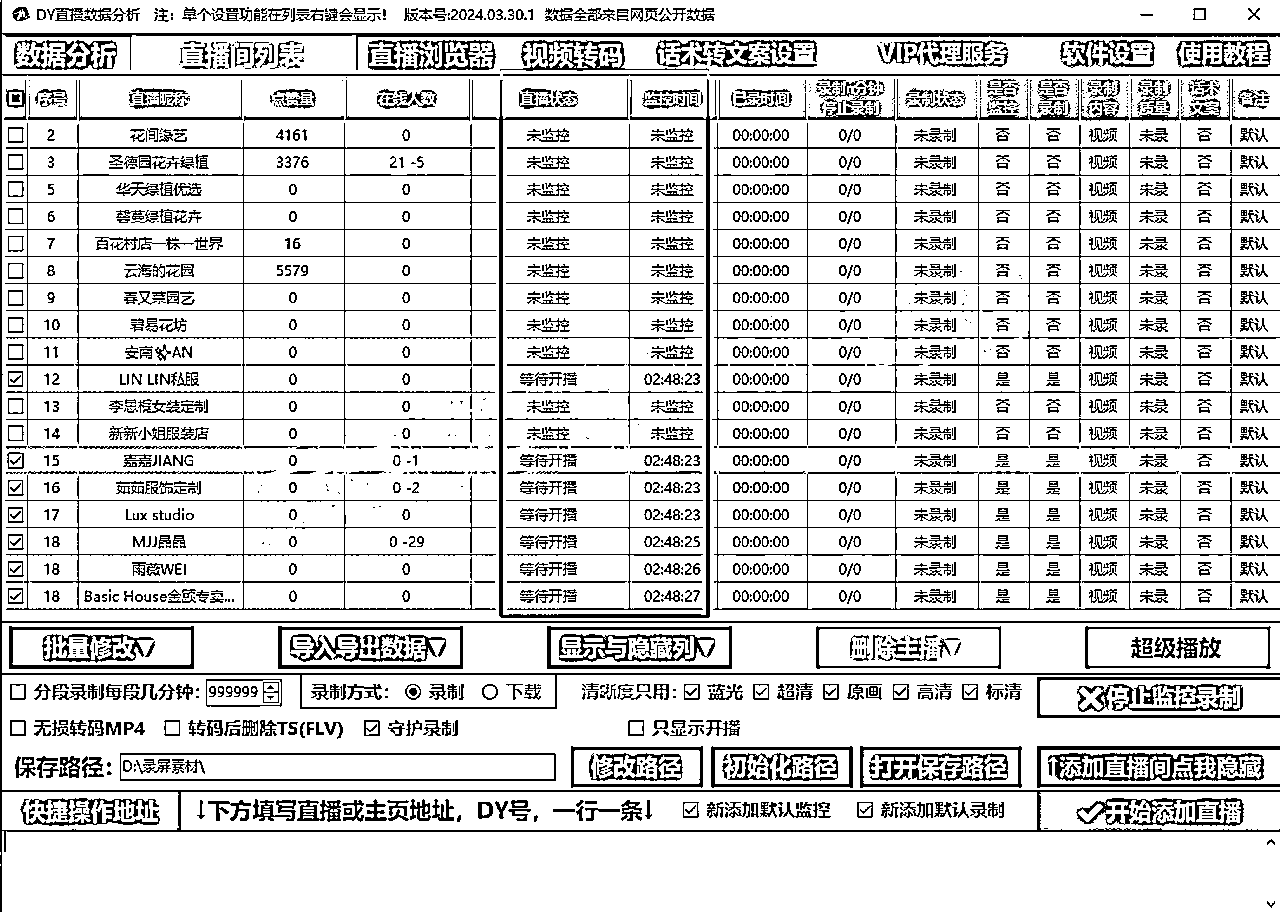 DY直播数据分析 注：单个设置功能在列表右键会显示！ 版本号:2024.03.30.1 数据全部来自网页公开数据
数据分析 直播间列表 直播浏览器 视频转码 话术转文案设置 VIP代理服务 软件设置 使用教程
序号 直播昵称 点赞量 在线人数 直播状态 监控时间 已录时间 录制n分钟停止录制 录制状态 是否监控 是否录制 录制内容 录制 话术文案 备注
2 花间缘艺 4161 0 未监控 未监控 00:00:00 0/0 未录制 否 否 视频 未录 否 默认
3 圣德园花卉绿植 3376 21 -5 未监控 未监控 00:00:00 0/0 未录制 否 否 视频 未录 否 默认
5 华天绿植优选 0 0 未监控 未监控 00:00:00 0/0 未录制 否 否 视频 未录 否 默认
6 蓉莫绿植花卉 0 0 未监控 未监控 00:00:00 0/0 未录制 否 否 视频 未录 否 默认
7 百花村店一株一世界 16 0 未监控 未监控 00:00:00 0/0 未录制 否 否 视频 未录 否 默认
8 云海的花园 5579 0 未监控 未监控 00:00:00 0/0 未录制 否 否 视频 未录 否 默认
9 春又菜园艺 0 0 未监控 未监控 00:00:00 0/0 未录制 否 否 视频 未录 否 默认
10 碧易花坊 0 0 未监控 未监控 00:00:00 0/0 未录制 否 否 视频 未录 否 默认
11 安南 AN 0 0 未监控 未监控 00:00:00 0/0 未录制 否 否 视频 未录 否 默认
12 LIN LIN私服 0 0 等待开播 02:48:23 00:00:00 0/0 未录制 是 是 视频 未录 否 默认
13 李思棂女装定制 0 0 未监控 未监控 00:00:00 0/0 未录制 否 否 视频 未录 否 默认
14 新新小姐服装店 0 0 未监控 未监控 00:00:00 0/0 未录制 否 否 视频 未录 否 默认
15 嘉嘉JIANG 0 0 -1 等待开播 02:48:23 00:00:00 0/0 未录制 是 是 视频 未录 否 默认
16 茹茹服饰定制 0 0 -2 等待开播 02:48:23 00:00:00 0/0 未录制 是 是 视频 未录 否 默认
17 Lux studio 0 0 等待开播 02:48:23 00:00:00 0/0 未录制 是 是 视频 未录 否 默认
18 MJJ晶晶 0 0 -29 等待开播 02:48:25 00:00:00 0/0 未录制 是 是 视频 未录 否 默认
18 雨薇WEI 0 0 等待开播 02:48:26 00:00:00 0/0 未录制 是 是 视频 未录 否 默认
18 Basic House金颐专卖... 0 0 等待开播 02:48:27 00:00:00 0/0 未录制 是 是 视频 未录 否 默认
批量修改▽ 导入导出数据▽ 显示与隐藏列▽ 删除主播▽ 超级播放
分段录制每段几分钟: 999999 录制方式: 录制 下载 清晰度只用: 蓝光 超清 原画 高清 标清 停止监控录制
无损转码MP4 转码后删除TS(FLV) 守护录制 只显示开播
保存路径: D:\录屏素材\ 修改路径 初始化路径 打开保存路径 ↑添加直播间点我隐藏
快捷操作地址 ↓下方填写直播或主页地址，DY号，一行一条↓ 新添加默认监控 新添加默认录制 开始添加直播